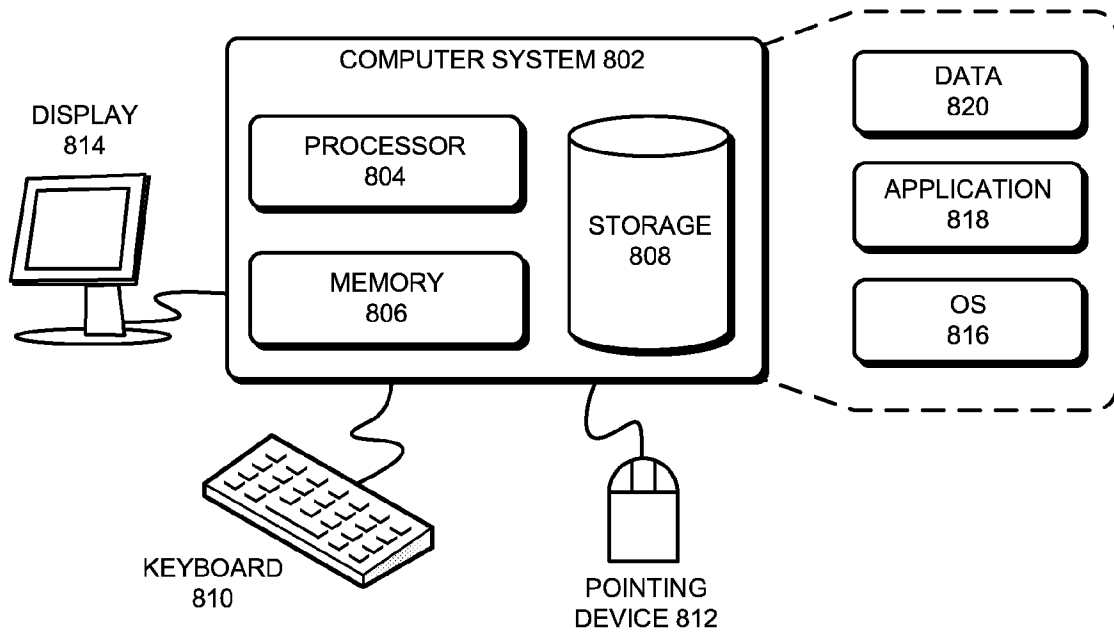 COMPUTER SYSTEM 802
DISPLAY
814
PROCESSOR
804
MEMORY
806
STORAGE
808
DATA
820
APPLICATION
818
OS
816
KEYBOARD
810
POINTING
DEVICE 812